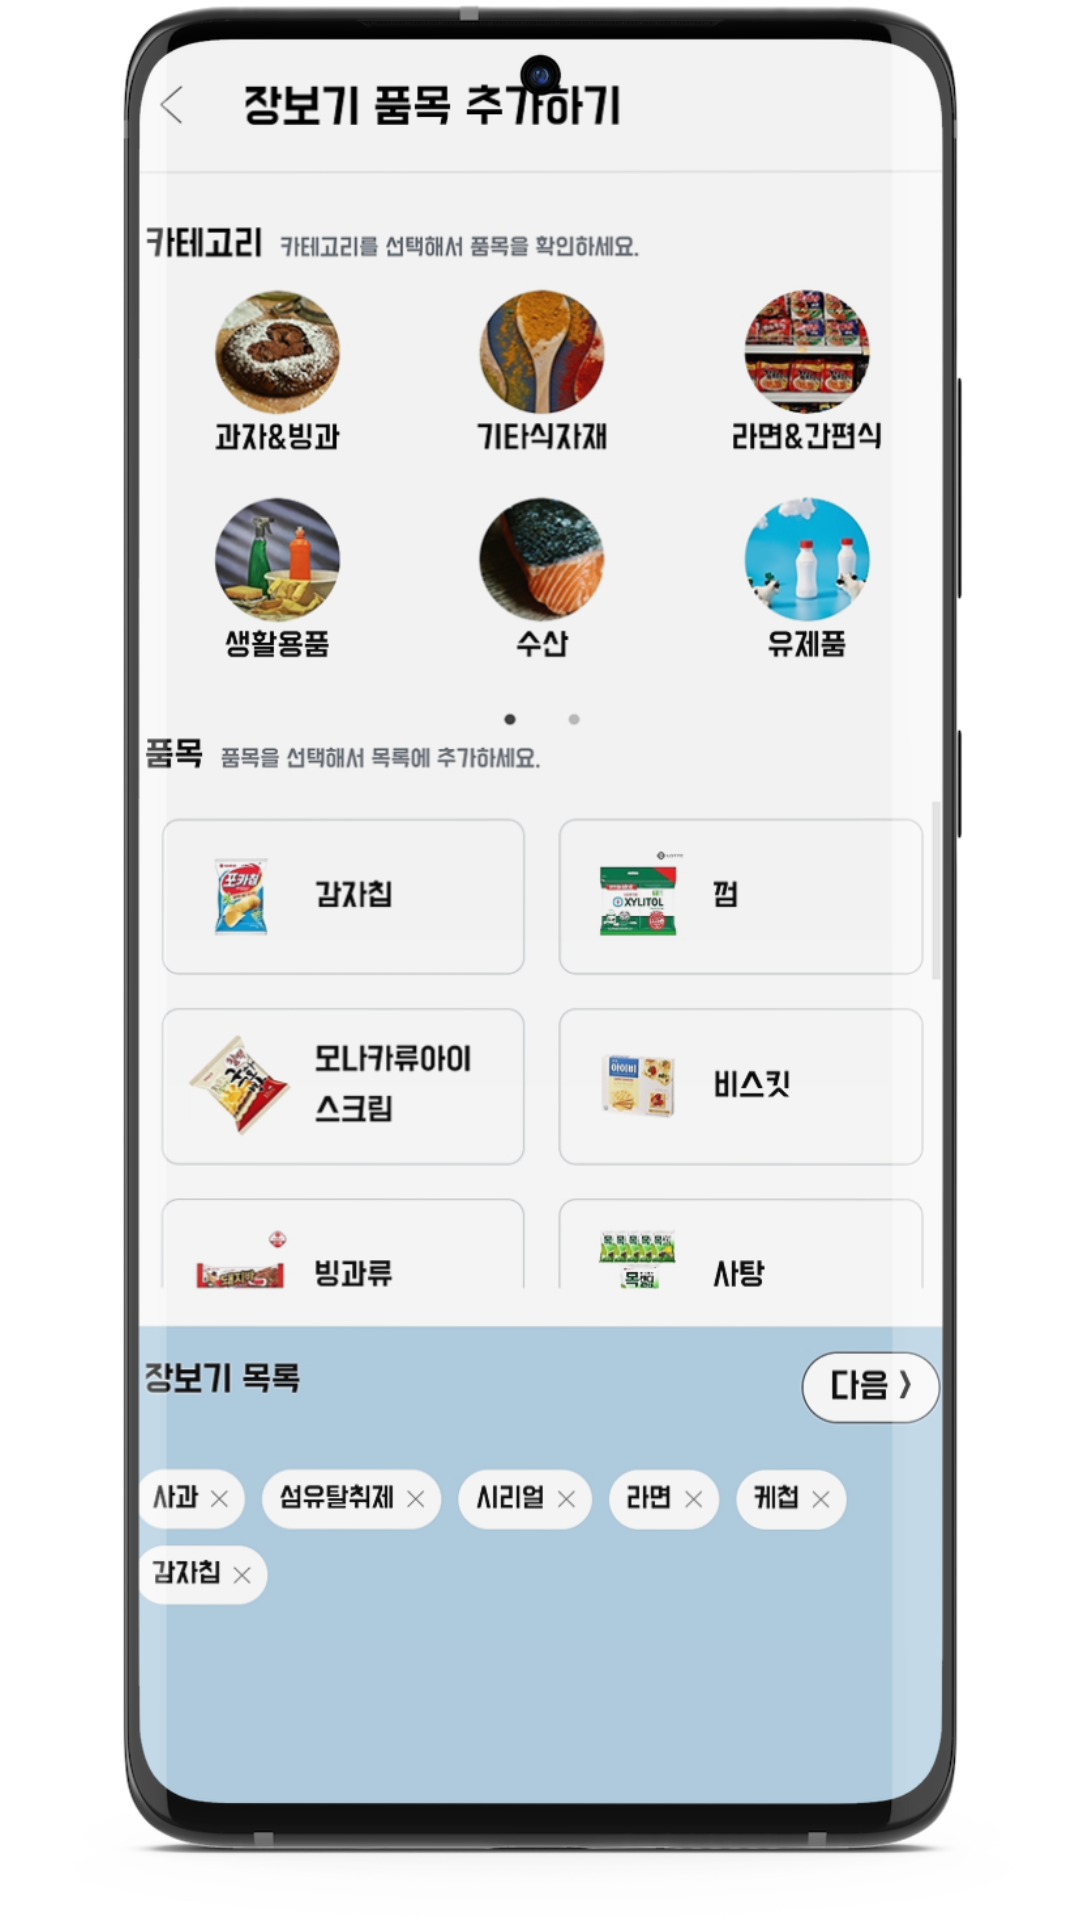 장보기 품목 추가하기
카테고리 카테고리를 선택해서 품목을 확인하세요.
과자&빙과 기타식자재 라면&간편식
생활용품 수산 유제품
품목 품목을 선택해서 목록에 추가하세요.
포카칩 감자칩 LOTTE XYLITOL 껌
모나카류아이
스크림
아이비 비스킷
빙과류 사탕
장보기 목록 다음 >
사과 × 섬유탈취제 × 시리얼 × 라면 × 케첩 ×
감자칩 ×